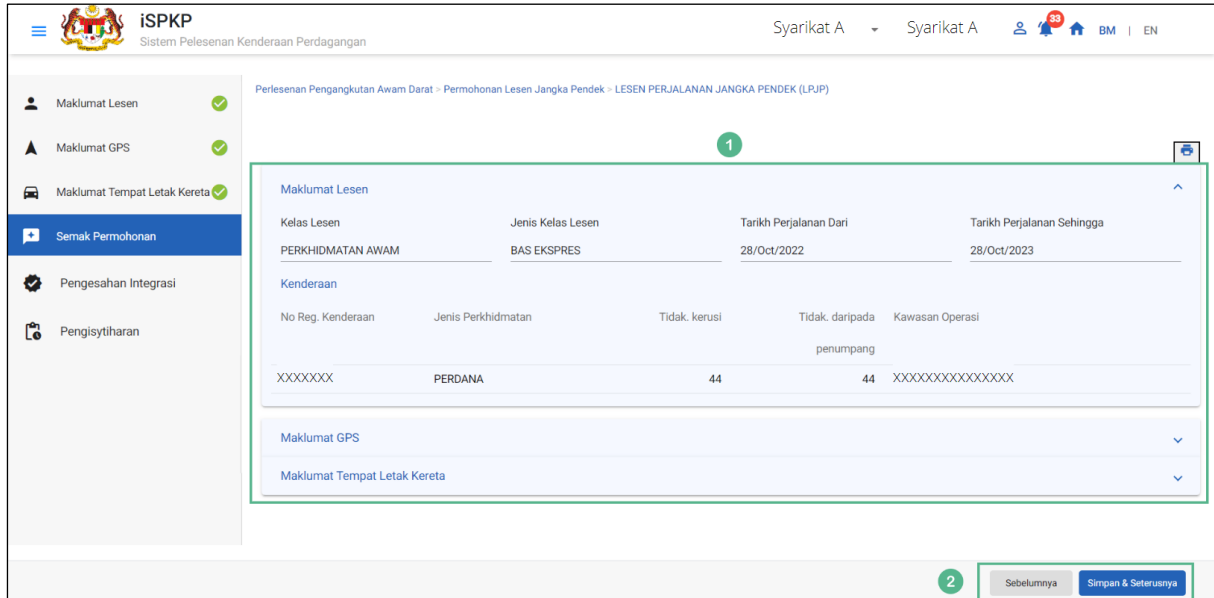 iSPKP
Sistem Pelesenan Kenderaan Perdagangan
Syarikat A
Syarikat A
33
BM | EN
Maklumat Lesen
Maklumat GPS
Maklumat Tempat Letak Kereta
Semak Permohonan
Pengesahan Integrasi
Pengisytiharan
Perlesenan Pengangkutan Awam Darat > Permohonan Lesen Jangka Pendek > LESEN PERJALANAN JANGKA PENDEK (LPJP)
1
Maklumat Lesen
Kelas Lesen Jenis Kelas Lesen Tarikh Perjalanan Dari Tarikh Perjalanan Sehingga
PERKHIDMATAN AWAM BAS EKSPRES 28/Oct/2022 28/Oct/2023
Kenderaan
No Reg. Kenderaan Jenis Perkhidmatan Tidak. kerusi Tidak. daripada Kawasan Operasi
penumpang
XXXXXXX PERDANA 44 44 XXXXXXXXXXXXXXX
Maklumat GPS
Maklumat Tempat Letak Kereta
2
Sebelumnya Simpan & Seterusnya